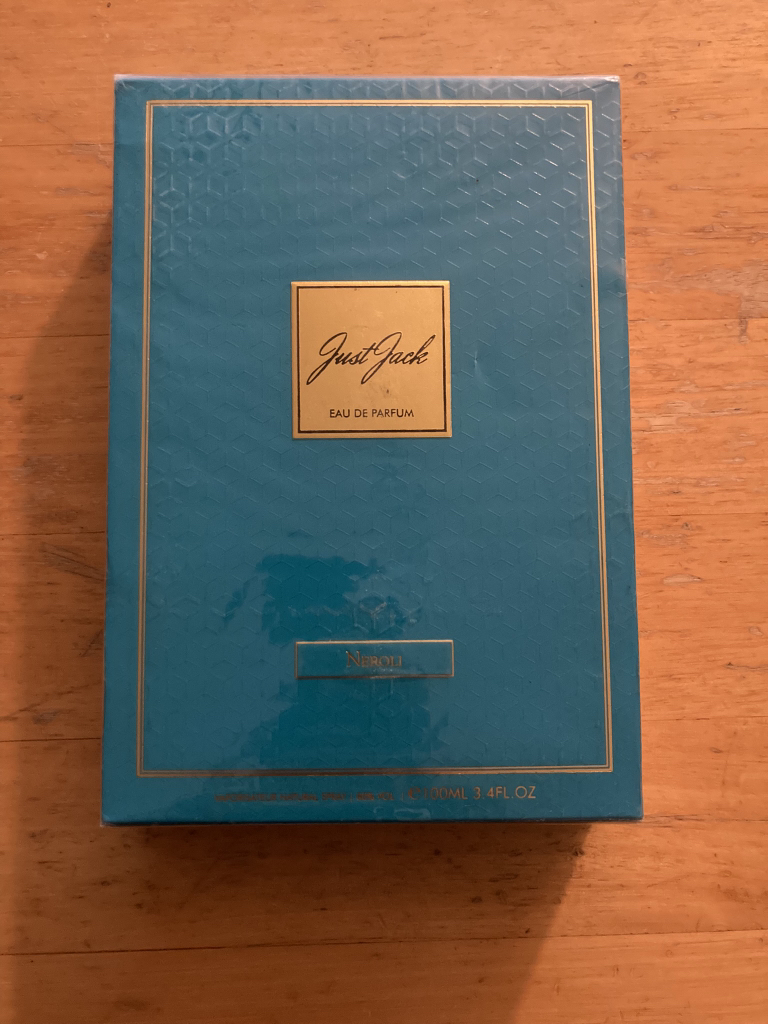 Just Jack
EAU DE PARFUM
NEROLI
100ML 3.4FL.OZ